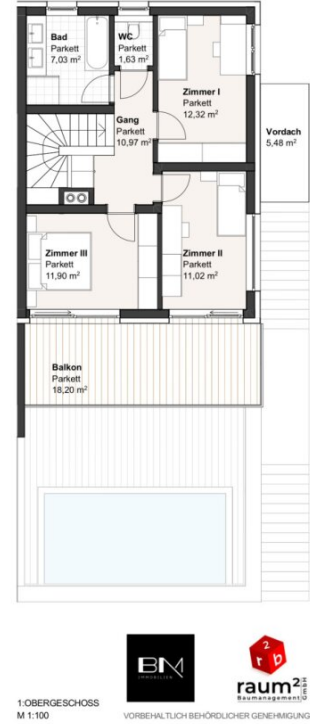 Bad
Parkett
7,03 m²
WC
Parkett
1,63 m²
Zimmer I
Parkett
12,32 m²
Gang
Parkett
10,97 m²
Vordach
5,48 m²
Zimmer III
Parkett
11,90 m²
Zimmer II
Parkett
11,02 m²
Balkon
Parkett
18,20 m²
BM
IMMOBILIEN
r 2 b
raum²
Baumanagement
GmbH
1:OBERGESCHOSS
M 1:100
VORBEHALTLICH BEHÖRDLICHER GENEHMIGUNG